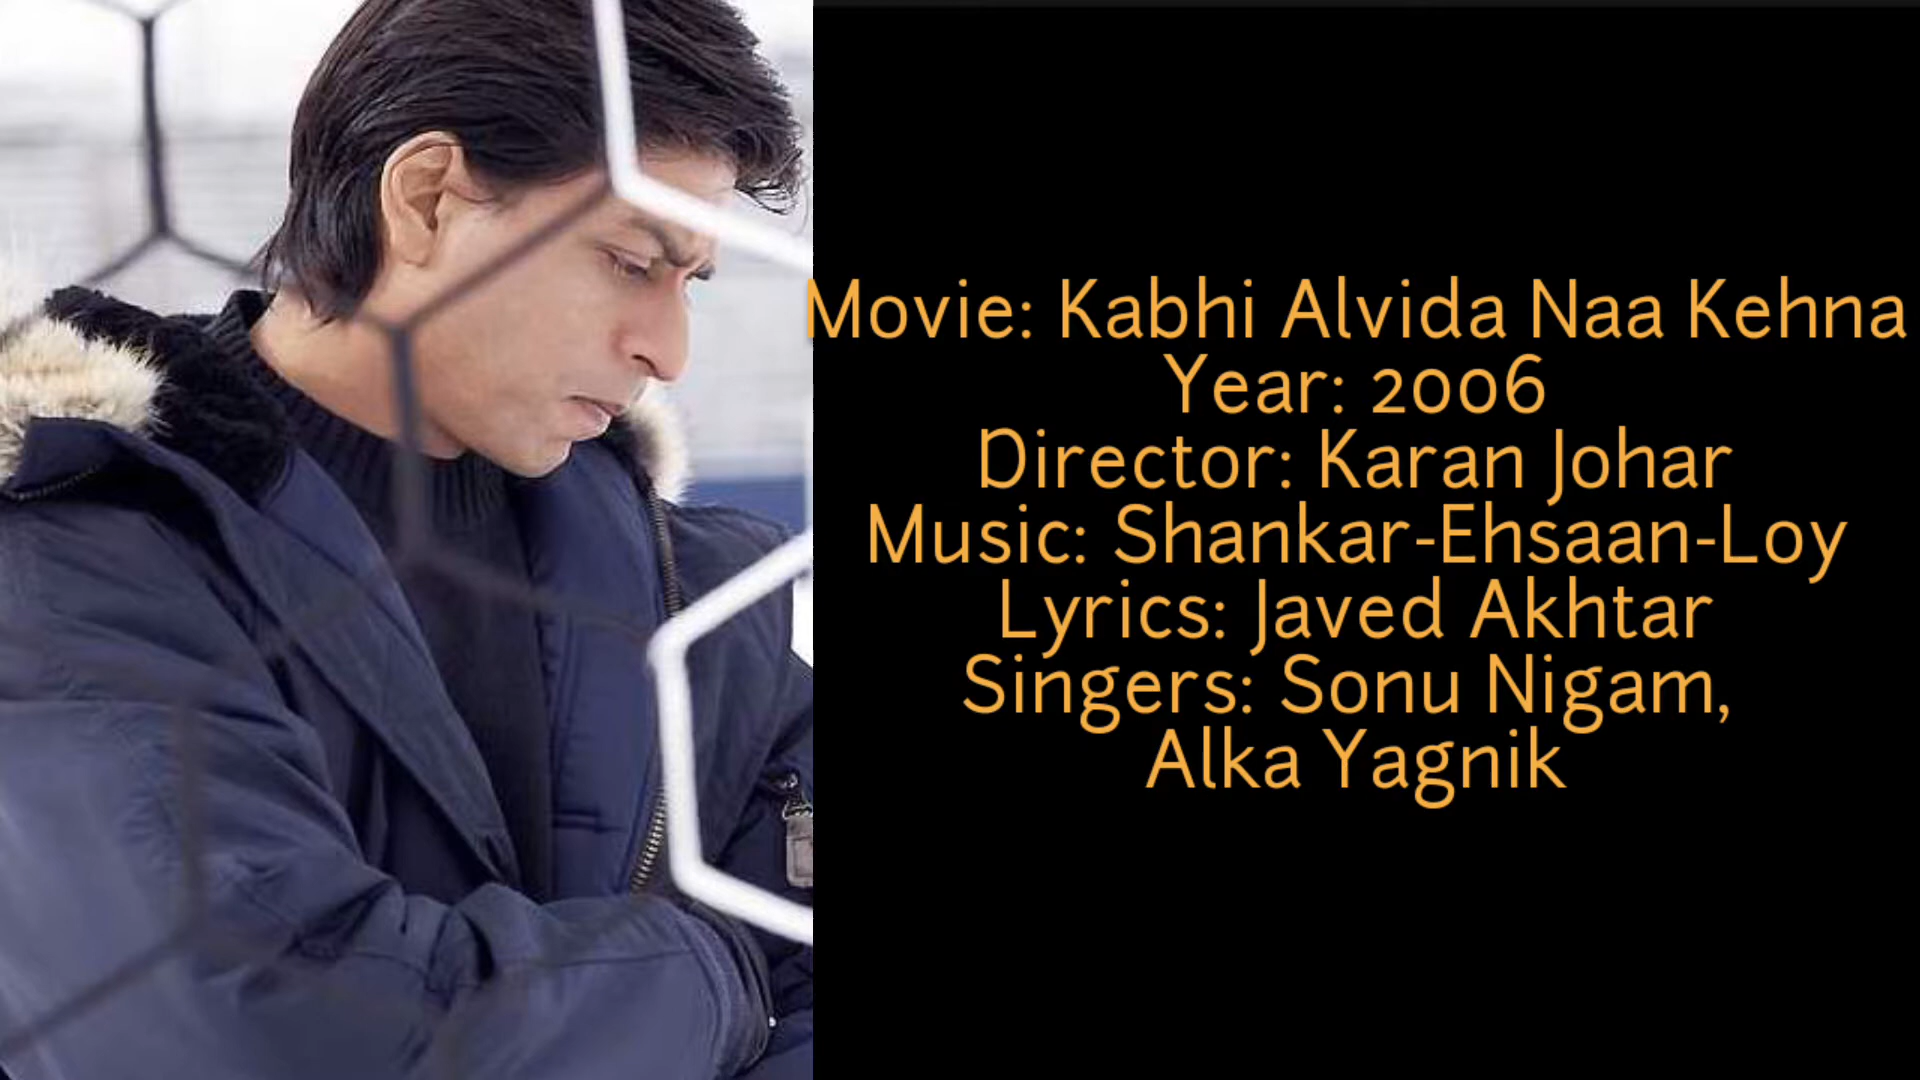 Movie: Kabhi Alvida Naa Kehna
Year: 2006
Director: Karan Johar
Music: Shankar-Ehsaan-Loy
Lyrics: Javed Akhtar
Singers: Sonu Nigam,
Alka Yagnik